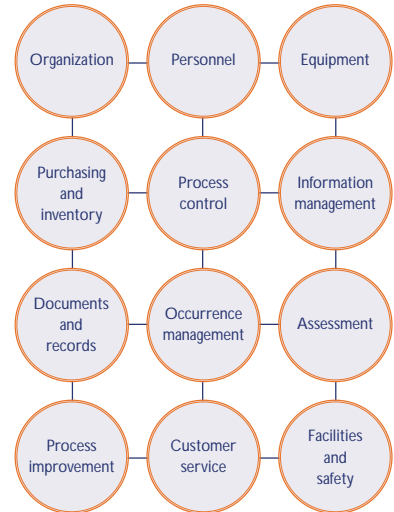 Organization
Personnel
Equipment
Purchasing
and
inventory
Process
control
Information
management
Documents
and
records
Occurrence
management
Assessment
Process
improvement
Customer
service
Facilities
and
safety